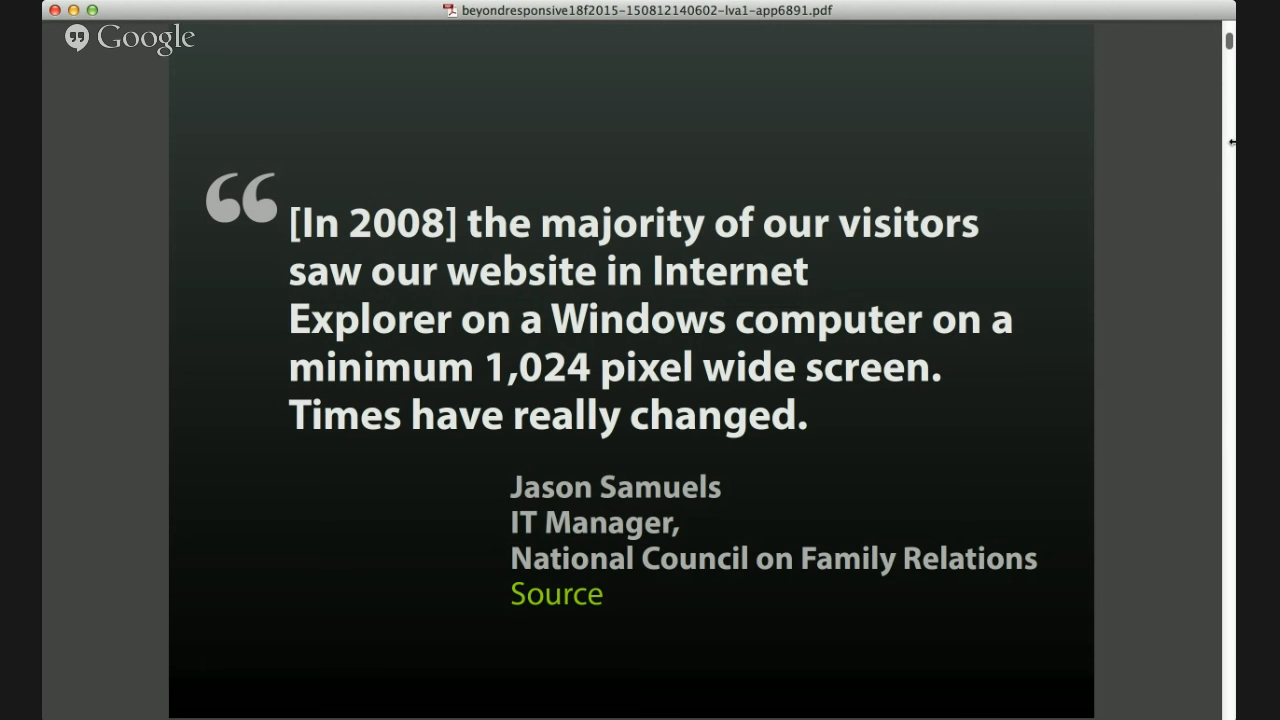 beyondresponsive18f2015-150812140602-lva1-app6891.pdf
Google
“[In 2008] the majority of our visitors
saw our website in Internet
Explorer on a Windows computer on a
minimum 1,024 pixel wide screen.
Times have really changed.
Jason Samuels
IT Manager,
National Council on Family Relations
Source